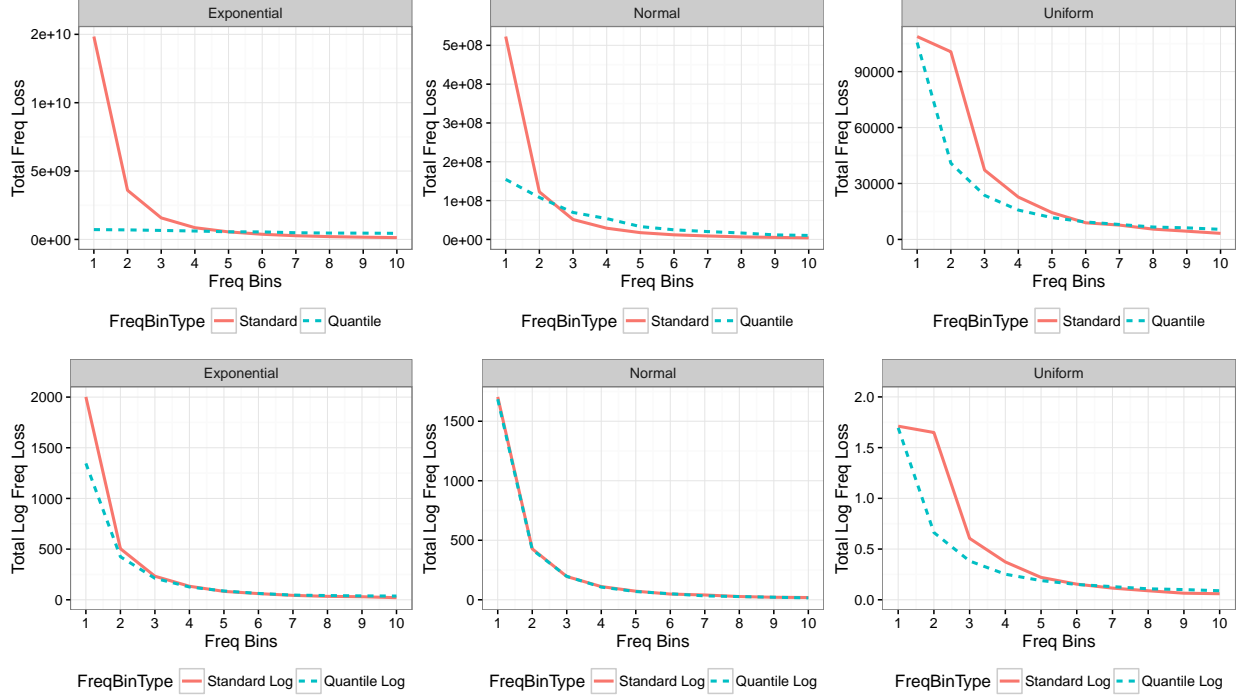 Exponential
Normal
Uniform
Total Freq Loss
2e+10
1e+10
5e+09
0e+00
1 2 3 4 5 6 7 8 9 10
Freq Bins
FreqBinType Standard Quantile
Total Freq Loss
5e+08
4e+08
3e+08
2e+08
1e+08
0e+00
1 2 3 4 5 6 7 8 9 10
Freq Bins
FreqBinType Standard Quantile
Total Freq Loss
90000
60000
30000
0
1 2 3 4 5 6 7 8 9 10
Freq Bins
FreqBinType Standard Quantile
Exponential
Normal
Uniform
Total Log Freq Loss
2000
1500
1000
500
0
1 2 3 4 5 6 7 8 9 10
Freq Bins
FreqBinType Standard Log Quantile Log
Total Log Freq Loss
1500
1000
500
0
1 2 3 4 5 6 7 8 9 10
Freq Bins
FreqBinType Standard Log Quantile Log
Total Log Freq Loss
2.0
1.5
1.0
0.5
0.0
1 2 3 4 5 6 7 8 9 10
Freq Bins
FreqBinType Standard Log Quantile Log